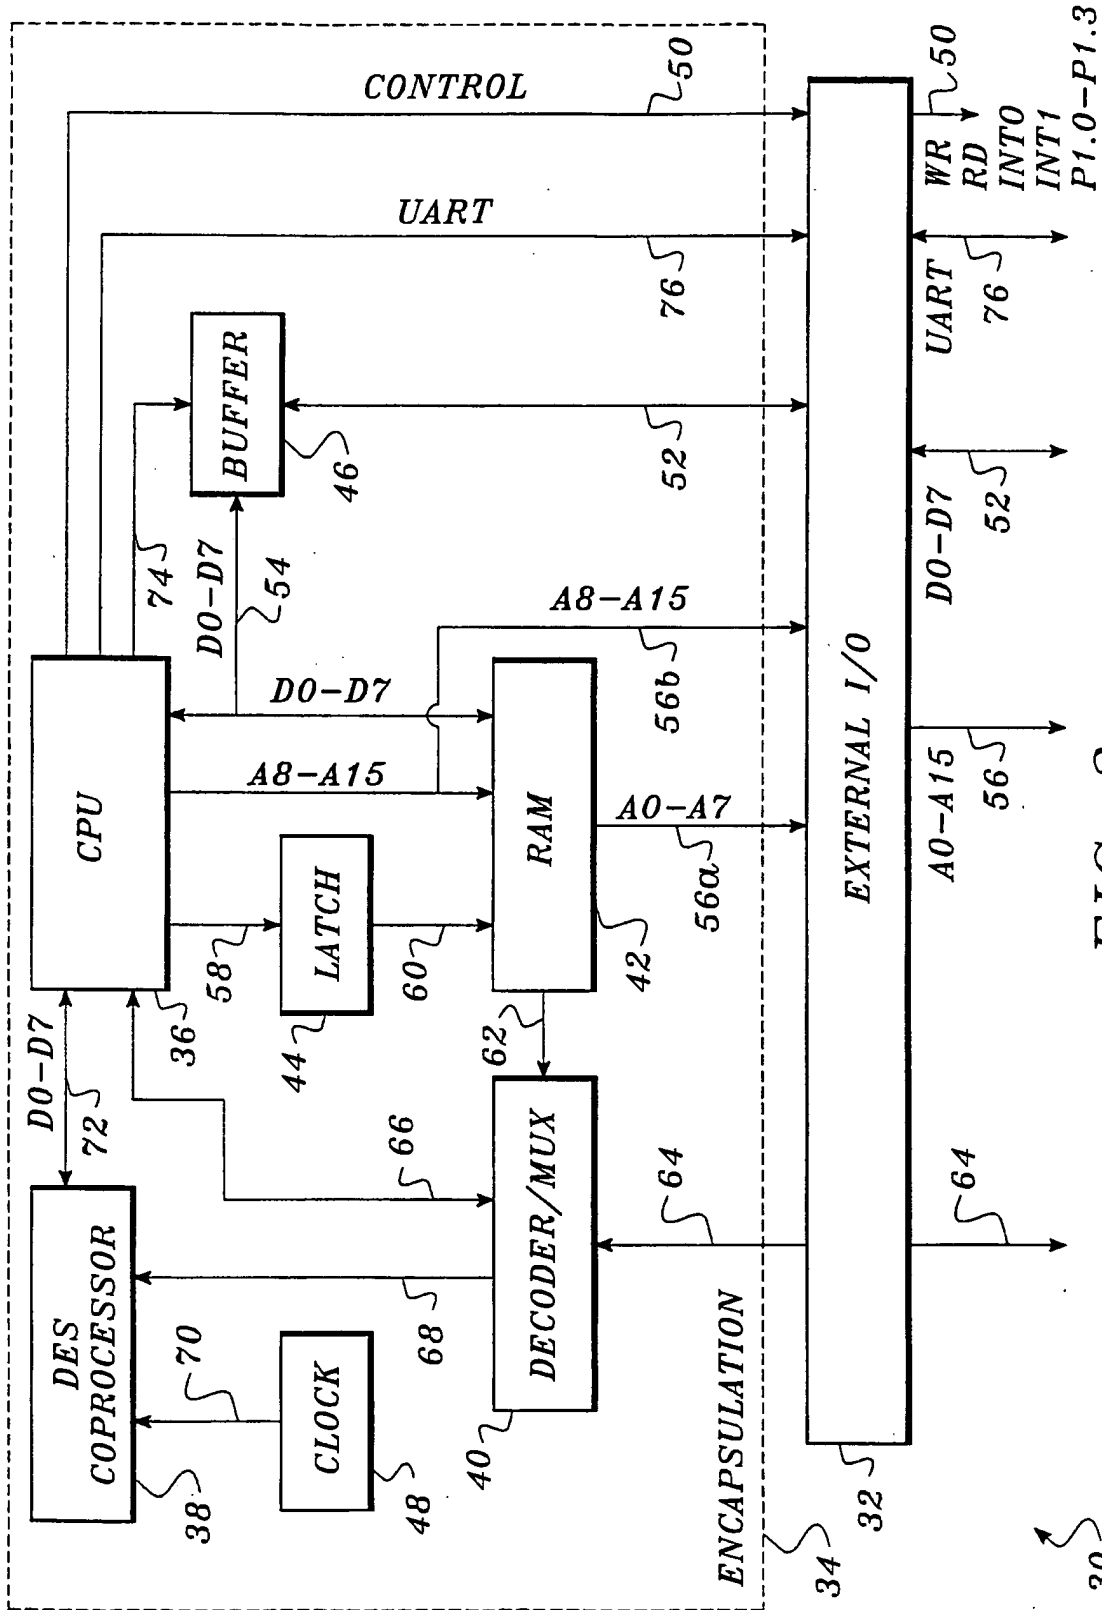 DES
COPROCESSOR
38
D0-D7
72
CPU
36
CONTROL
50
UART
76
74
BUFFER
46
D0-D7
54
D0-D7
A8-A15
58
LATCH
44
60
70
CLOCK
48
68
66
DECODER/MUX
40
62
RAM
42
A8-A15
56b
A0-A7
56a
52
64
ENCAPSULATION
34
EXTERNAL I/O
32
64
A0-A15
56
D0-D7
52
UART
76
WR
RD
INT0
INT1
P1.0-P1.3
50